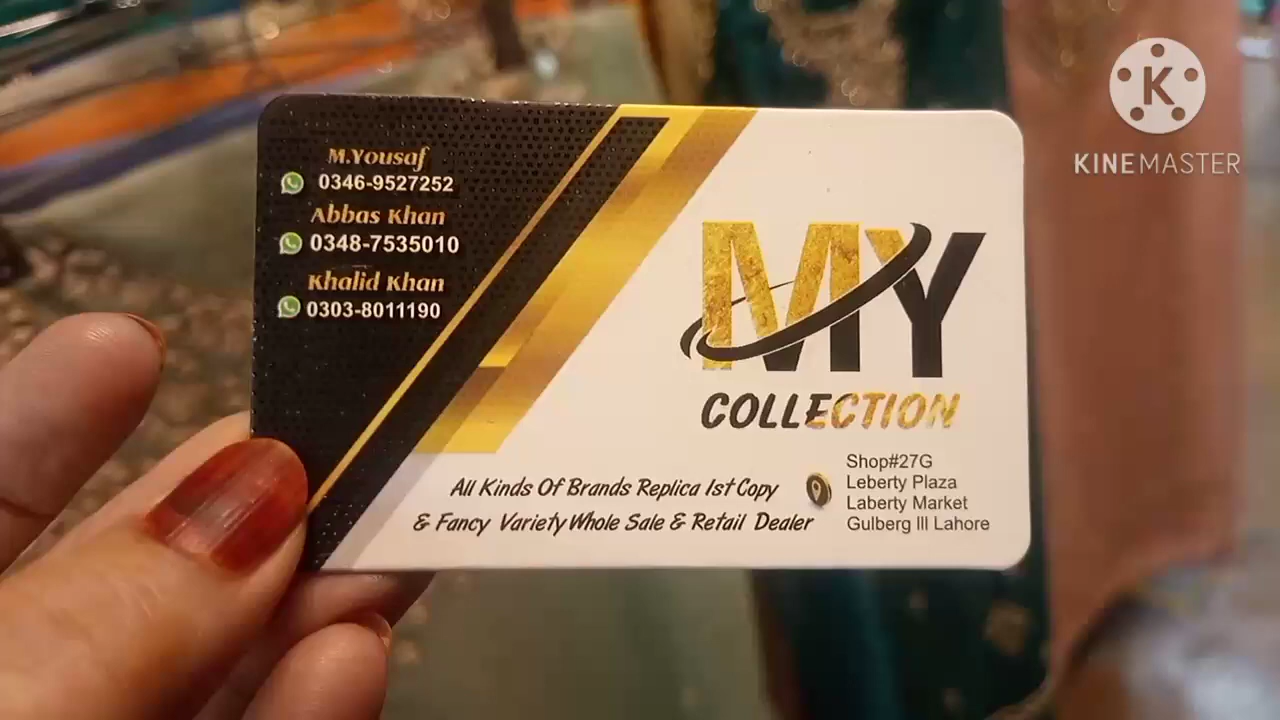 M.Yousaf
0346-9527252
Abbas Khan
0348-7535010
Khalid Khan
0303-8011190
MY
COLLECTION
All Kinds Of Brands Replica Ist Copy
& Fancy Variety Whole Sale & Retail Dealer
Shop#27G
Leberty Plaza
Laberty Market
Gulberg III Lahore
K
KINEMASTER